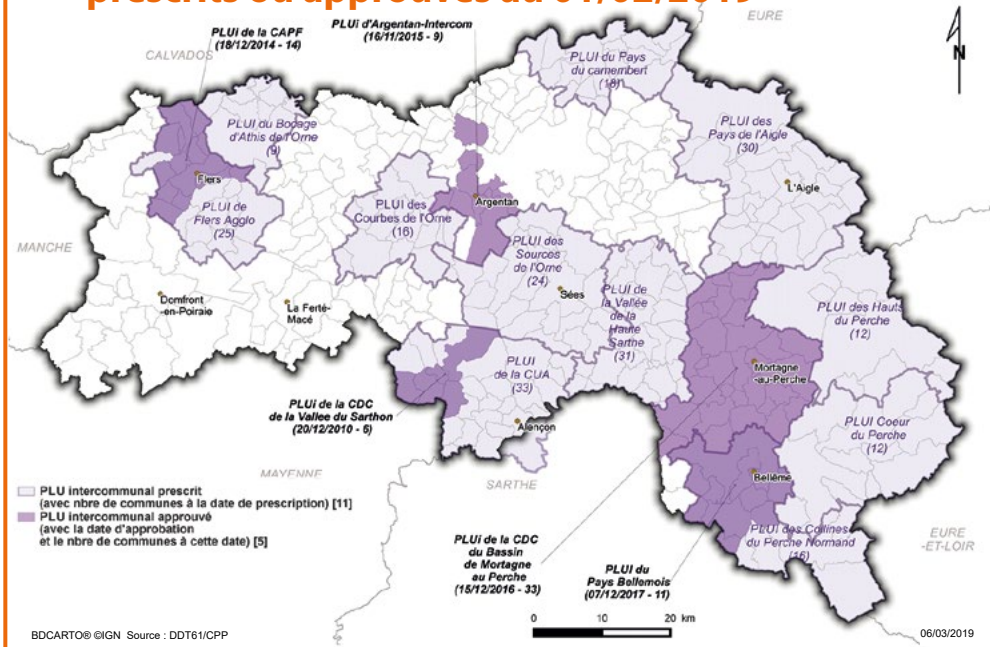 prescrits ou approuvés au 01/02/2019
EURE
PLUi de la CAPF
(18/12/2014 - 14)
PLUi d'Argentan-Intercom
(16/11/2015 - 9)
N
CALVADOS
PLUI du Pays
du camembert
(18)
PLUI du Bocage
d'Athis de l'Orne
(9)
PLUI des
Pays de l'Aigle
(30)
Flers
L'Aigle
PLUI de
Flers Agglo
(25)
PLUI des
Courbes de l'Orne
(16)
Argentan
MANCHE
PLUI des
Sources
de l'Orne
(24)
Sées
PLUI de
la Vallée
de la
Haute
Sarthe
(31)
Domfront
-en-Poiraie
La Ferté-
Macé
PLUI des Hauts
du Perche
(12)
PLUI
de la CUA
(33)
Mortagne
-au-Perche
PLUi de la CDC
de la Vallee du Sarthon
(20/12/2010 - 6)
Alençon
PLUI Coeur
du Perche
(12)
MAYENNE
SARTHE
Bellême
PLU intercommunal prescrit
(avec nbre de communes à la date de prescription) [11]
PLU intercommunal approuvé
(avec la date d'approbation
et le nbre de communes à cette date) [5]
PLUI des Collines
du Perche Normand
(16)
EURE
-ET-LOIR
PLUi de la CDC
du Bassin
de Mortagne
au Perche
(15/12/2016 - 33)
PLUI du
Pays Bellemois
(07/12/2017 - 11)
0 10 20 km
BDCARTO® ©IGN Source : DDT61/CPP
06/03/2019